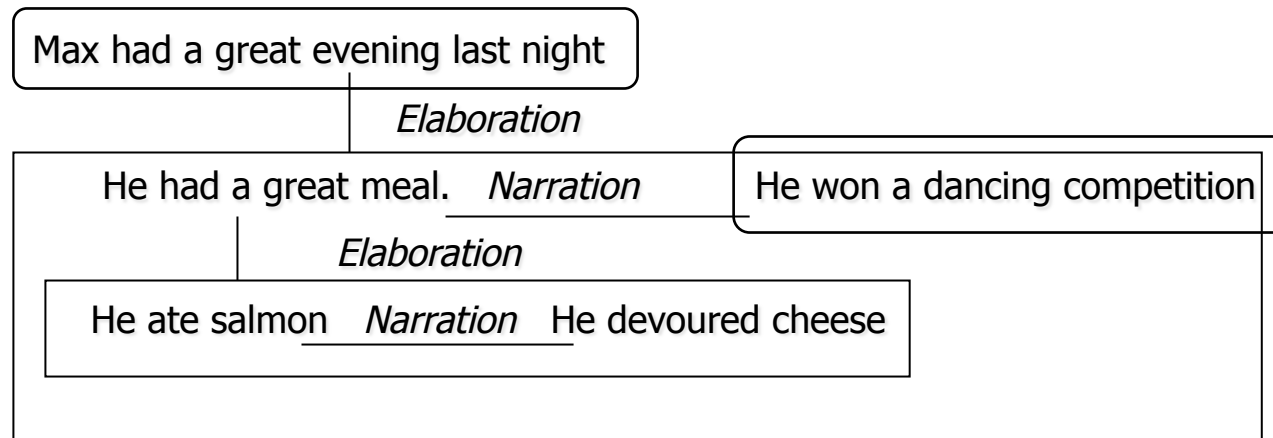 Max had a great evening last night
Elaboration
He had a great meal. Narration He won a dancing competition
Elaboration
He ate salmon Narration He devoured cheese